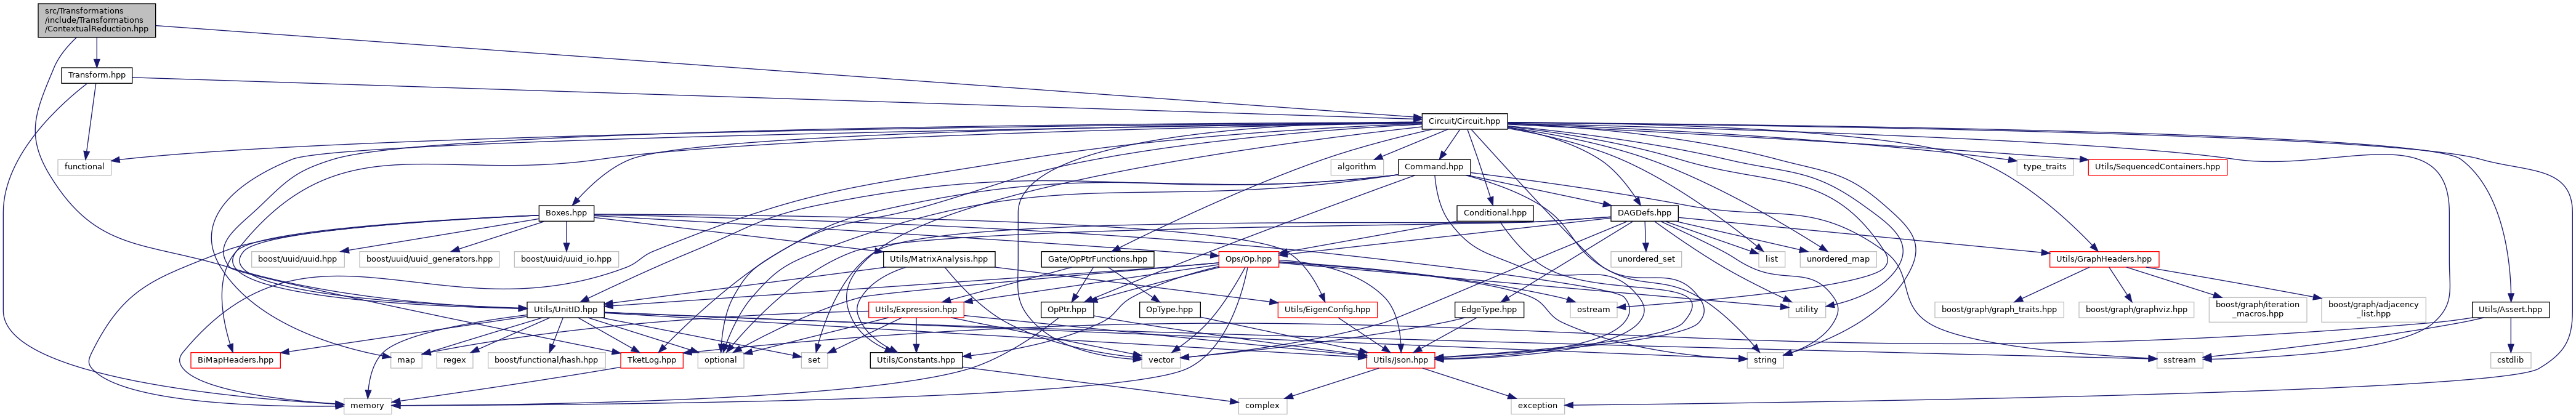 src/Transformations
/include/Transformations
/ContextualReduction.hpp
Transform.hpp
Circuit/Circuit.hpp
functional
algorithm
Command.hpp
type_traits
Utils/SequencedContainers.hpp
Boxes.hpp
Conditional.hpp
DAGDefs.hpp
boost/uuid/uuid.hpp
boost/uuid/uuid_generators.hpp
boost/uuid/uuid_io.hpp
Utils/MatrixAnalysis.hpp
Gate/OpPtrFunctions.hpp
Ops/Op.hpp
unordered_set
list
unordered_map
Utils/GraphHeaders.hpp
Utils/UnitID.hpp
Utils/Expression.hpp
OpPtr.hpp
OpType.hpp
Utils/EigenConfig.hpp
EdgeType.hpp
ostream
utility
boost/graph/graph_traits.hpp
boost/graph/graphviz.hpp
boost/graph/iteration
_macros.hpp
boost/graph/adjacency
_list.hpp
Utils/Assert.hpp
BiMapHeaders.hpp
map
regex
boost/functional/hash.hpp
TketLog.hpp
optional
set
Utils/Constants.hpp
vector
Utils/Json.hpp
string
sstream
cstdlib
memory
complex
exception